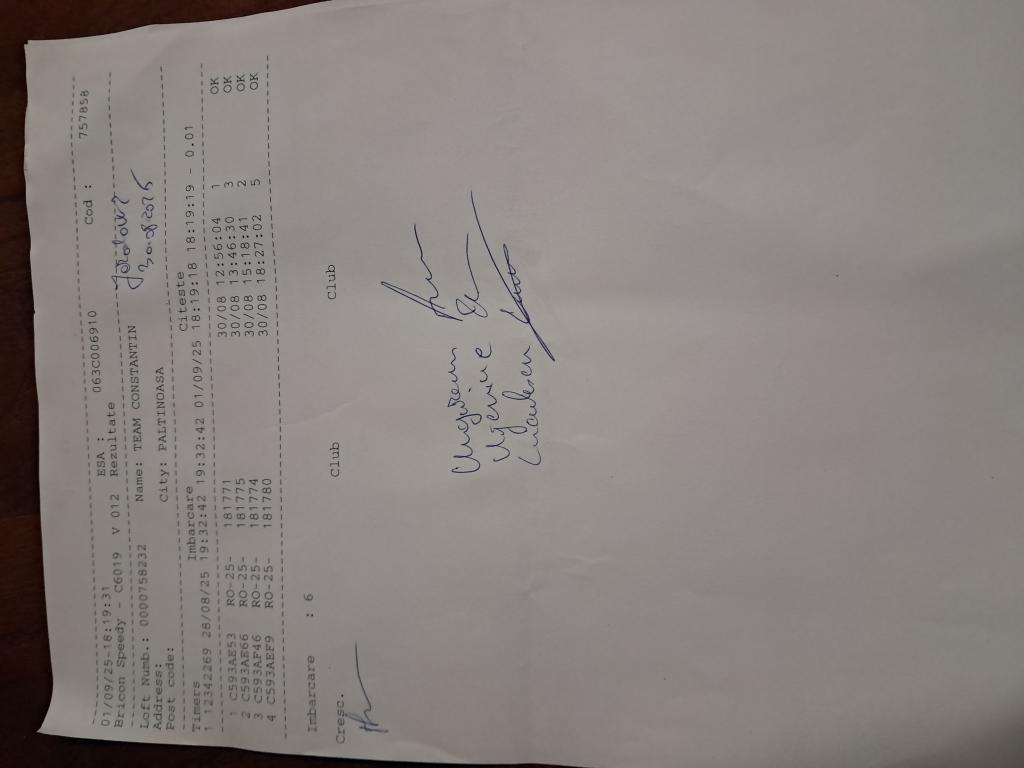 01/09/25-18:19:31 ESA : 063C006910 Cod : 757858
Bricon Speedy - C6019 V 012 Rezultate
Loft Numb.: 0000758232 Name: TEAM CONSTANTIN
30.08.2025
Address:
Post code: City: PALTINOASA
Timers Imbarcare Citeste
1 12342269 28/08/25 19:32:42 19:32:42 01/09/25 18:19:18 18:19:19 - 0.01
1 C593AE53 RO-25- 181771 30/08 12:56:04 1 OK
2 C593AE66 RO-25- 181775 30/08 13:46:30 3 OK
3 C593AF46 RO-25- 181774 30/08 15:18:41 2 OK
4 C593AEF9 RO-25- 181780 30/08 18:27:02 5 OK
Imbarcare : 6
Cresc. Club Club